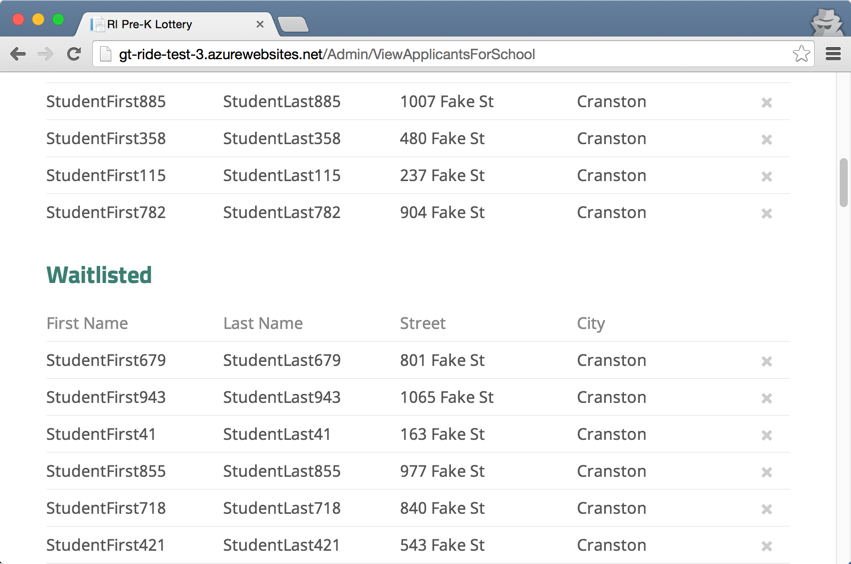 RI Pre-K Lottery
gt-ride-test-3.azurewebsites.net/Admin/ViewApplicantsForSchool
StudentFirst885 StudentLast885 1007 Fake St Cranston
StudentFirst358 StudentLast358 480 Fake St Cranston
StudentFirst115 StudentLast115 237 Fake St Cranston
StudentFirst782 StudentLast782 904 Fake St Cranston
Waitlisted
First Name Last Name Street City
StudentFirst679 StudentLast679 801 Fake St Cranston
StudentFirst943 StudentLast943 1065 Fake St Cranston
StudentFirst41 StudentLast41 163 Fake St Cranston
StudentFirst855 StudentLast855 977 Fake St Cranston
StudentFirst718 StudentLast718 840 Fake St Cranston
StudentFirst421 StudentLast421 543 Fake St Cranston